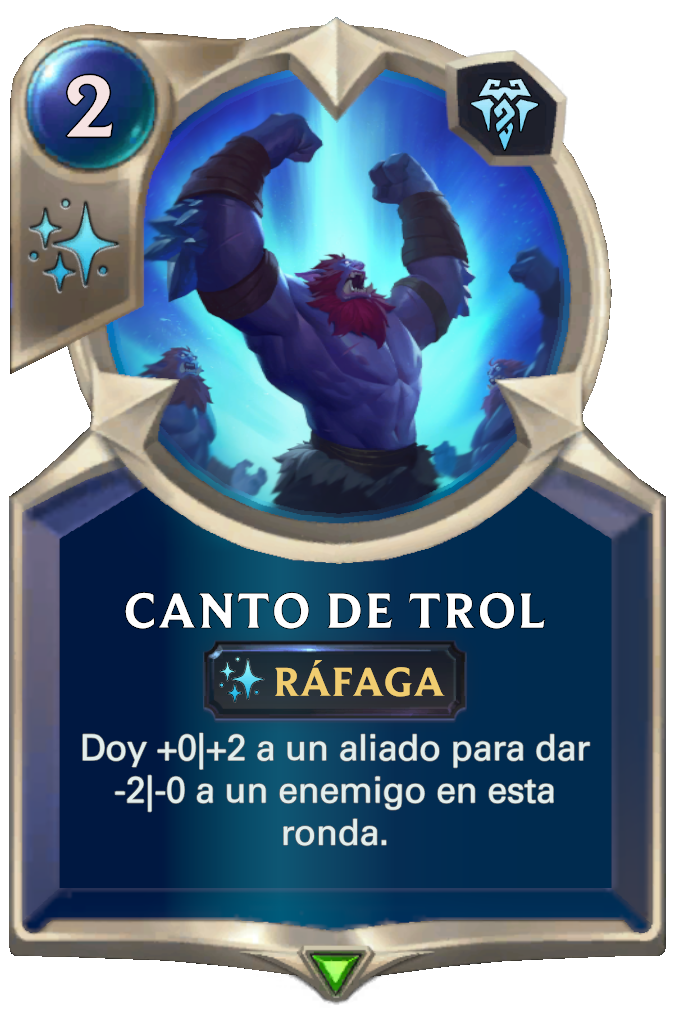 2
CANTO DE TROL
RÁFAGA
Doy +0|+2 a un aliado para dar
-2|-0 a un enemigo en esta
ronda.